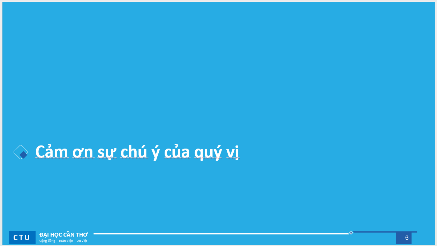 Cảm ơn sự chú ý của quý vị
CTU
ĐẠI HỌC CẦN THƠ